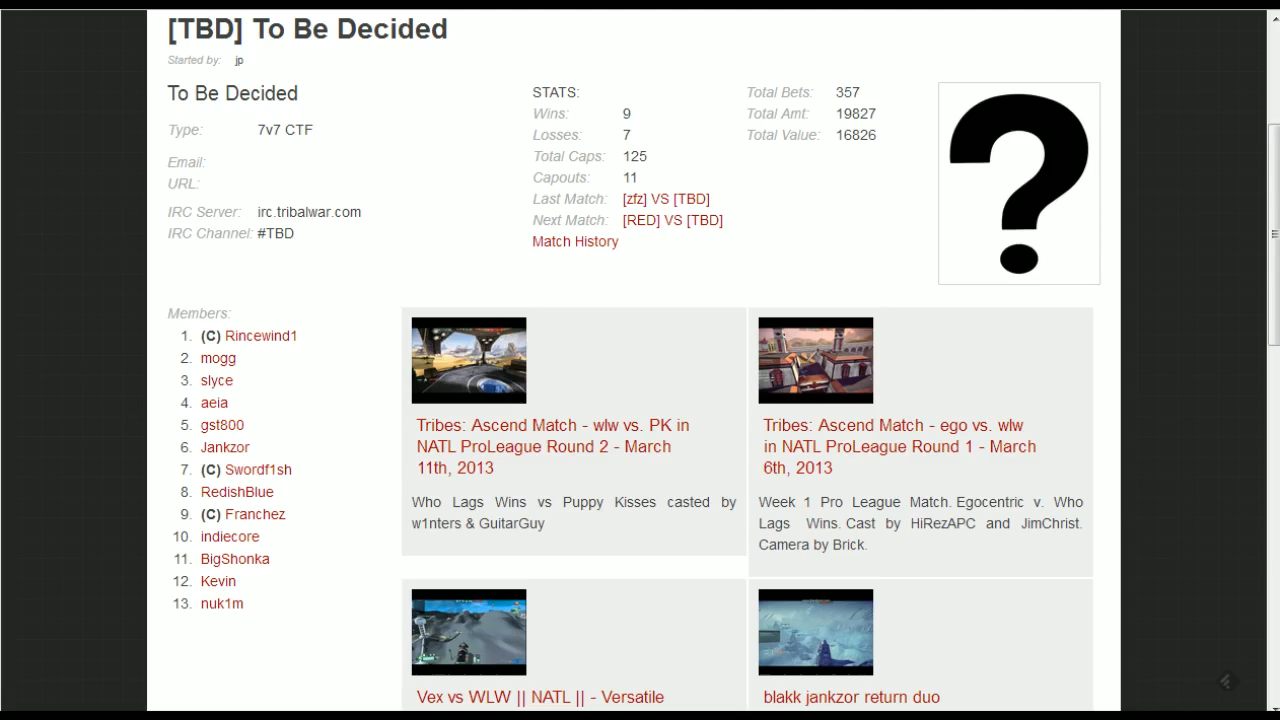 [TBD] To Be Decided
Started by: jp
To Be Decided
Type: 7v7 CTF
Email:
URL:
IRC Server: irc.tribalwar.com
IRC Channel: #TBD
STATS:
Wins: 9
Losses: 7
Total Caps: 125
Capouts: 11
Last Match: [zfz] VS [TBD]
Next Match: [RED] VS [TBD]
Match History
Total Bets: 357
Total Amt: 19827
Total Value: 16826
?
Members:
1. (C) Rincewind1
2. mogg
3. slyce
4. aeia
5. gst800
6. Jankzor
7. (C) Swordf1sh
8. RedishBlue
9. (C) Franchez
10. indiecore
11. BigShonka
12. Kevin
13. nuk1m
Tribes: Ascend Match - wlw vs. PK in
NATL ProLeague Round 2 - March
11th, 2013
Who Lags Wins vs Puppy Kisses casted by
w1nters & GuitarGuy
Tribes: Ascend Match - ego vs. wlw
in NATL ProLeague Round 1 - March
6th, 2013
Week 1 Pro League Match. Egocentric v. Who
Lags Wins. Cast by HiRezAPC and JimChrist.
Camera by Brick.
Vex vs WLW || NATL || - Versatile
blakk jankzor return duo